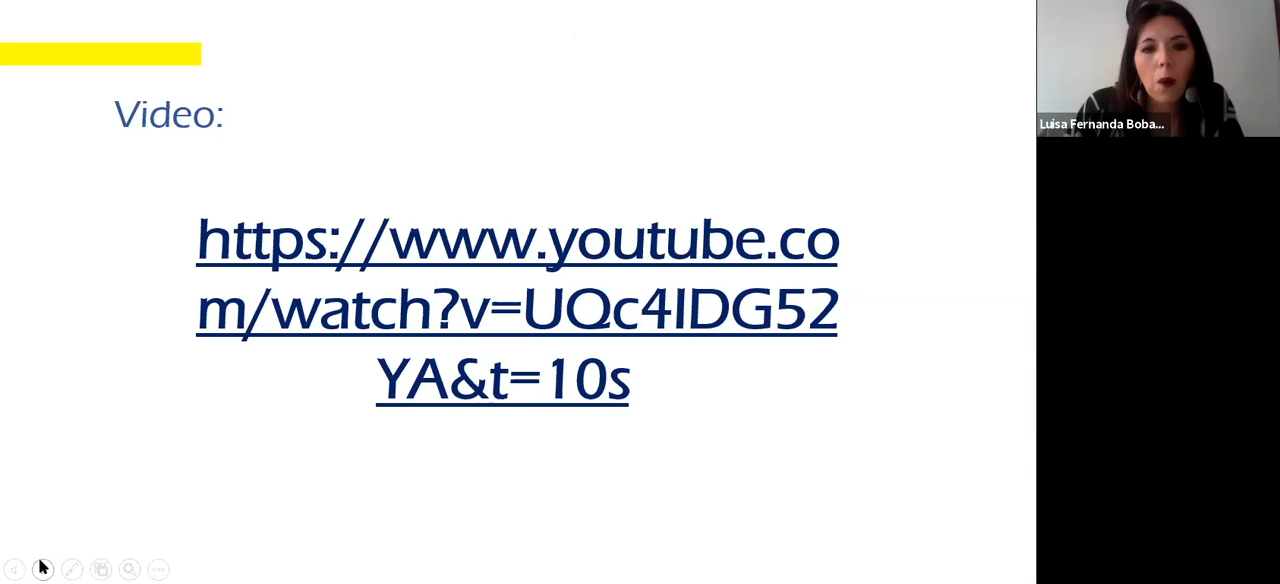 Video:
https://www.youtube.co
m/watch?v=UQc4IDG52
YA&t=10s
Luisa Fernanda Boba...